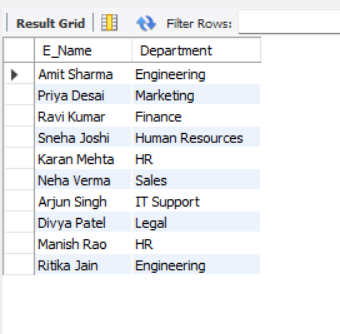 Result Grid Filter Rows:
E_Name Department
Amit Sharma Engineering
Priya Desai Marketing
Ravi Kumar Finance
Sneha Joshi Human Resources
Karan Mehta HR
Neha Verma Sales
Arjun Singh IT Support
Divya Patel Legal
Manish Rao HR
Ritika Jain Engineering